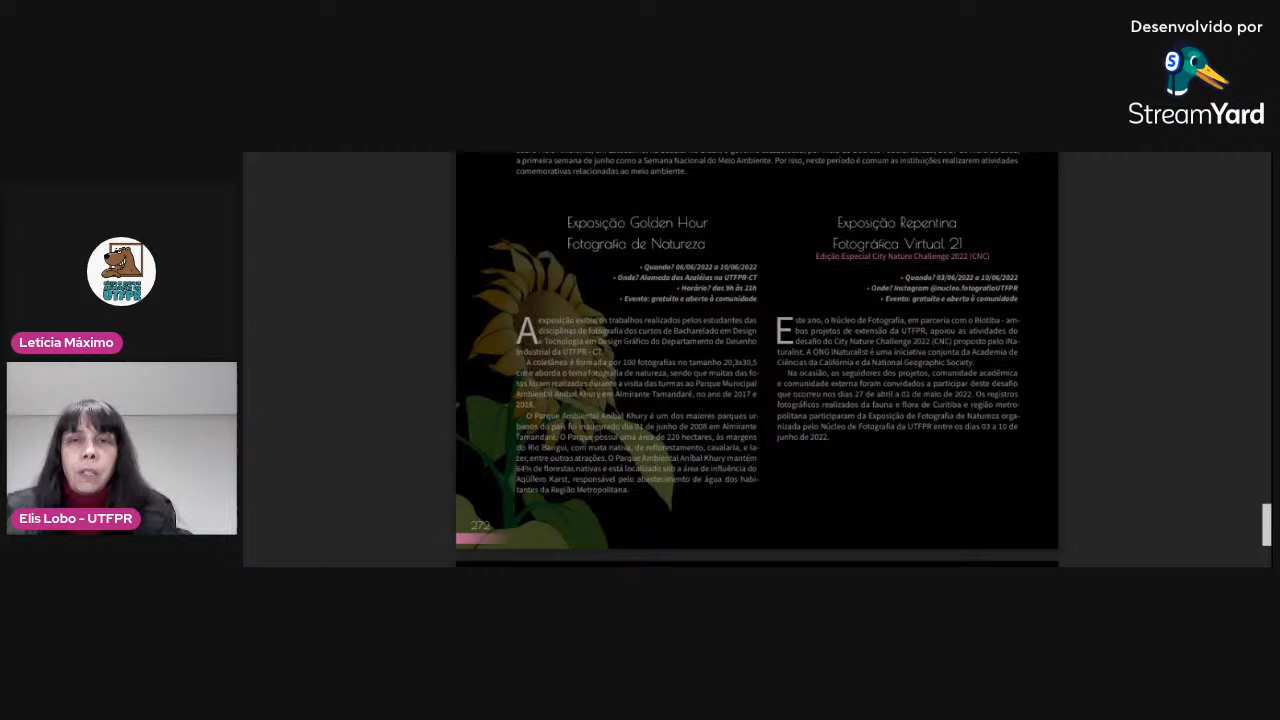 Desenvolvido por
StreamYard
a primeira semana de junho como a Semana Nacional do Meio Ambiente. Por isso, neste período é comum as instituições realizarem atividades
comemorativas relacionadas ao meio ambiente.
Exposição Golden Hour
Fotografia de Natureza
• Quando? 06/06/2022 a 10/06/2022
• Onde? Alameda das Azaléias na UTFPR-CT
• Horário? das 9h às 21h
• Evento: gratuito e aberto à comunidade
A exposição exibiu os trabalhos realizados pelos estudantes das
disciplinas de fotografia dos cursos de Bacharelado em Design
e Tecnologia em Design Gráfico do Departamento de Desenho
Industrial da UTFPR - CT.
A coletânea é formada por 100 fotografias no tamanho 20,3x30,5
cm e aborda o tema fotografia de natureza, sendo que muitas das fo-
tos foram realizadas durante a visita das turmas ao Parque Municipal
Ambiental Aníbal Khury em Almirante Tamandaré, no ano de 2017 e
2018.
O Parque Ambiental Aníbal Khury é um dos maiores parques ur-
banos do país foi inaugurado dia 01 de junho de 2008 em Almirante
Tamandaré. O Parque possui uma área de 220 hectares, às margens
do Rio Barigui, com mata nativa, de reflorestamento, cavalaria, e la-
zer, entre outras atrações. O Parque Ambiental Aníbal Khury mantém
64% de florestas nativas e está localizado sob a área de influência do
Aquífero Karst, responsável pelo abastecimento de água dos habi-
tantes da Região Metropolitana.
272
Exposição Repentina
Fotográfica Virtual 21
Edição Especial City Nature Challenge 2022 (CNC)
• Quando? 03/06/2022 a 10/06/2022
• Onde? Instagram @nucleo.fotografiaUTFPR
• Evento: gratuito e aberto à comunidade
Este ano, o Núcleo de Fotografia, em parceria com o Biotiba - am-
bos projetos de extensão da UTFPR, apoiou as atividades do
desafio do City Nature Challenge 2022 (CNC) proposto pelo iNa-
turalist. A ONG iNaturalist é uma iniciativa conjunta da Academia de
Ciências da Califórnia e da National Geographic Society.
Na ocasião, os seguidores dos projetos, comunidade acadêmica
e comunidade externa foram convidados a participar deste desafio
que ocorreu nos dias 27 de abril a 02 de maio de 2022. Os registros
fotográficos realizados da fauna e flora de Curitiba e região metro-
politana participaram da Exposição de Fotografia de Natureza orga-
nizada pelo Núcleo de Fotografia da UTFPR entre os dias 03 a 10 de
junho de 2022.
UTFPR
Letícia Máximo
Elis Lobo - UTFPR